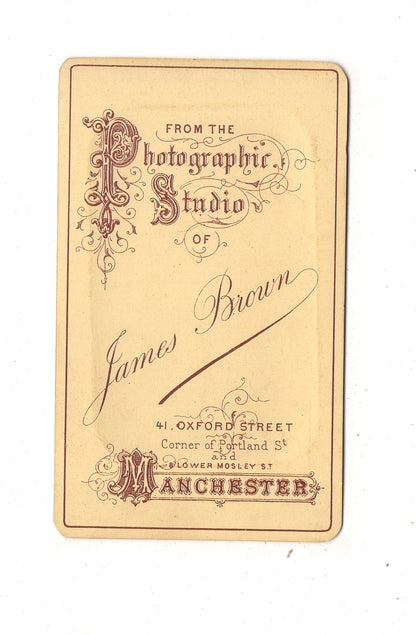 FROM THE
Photographic
Studio
OF
James Brown
41, OXFORD STREET
Corner of Portland St
and
8 LOWER MOSLEY ST
MANCHESTER